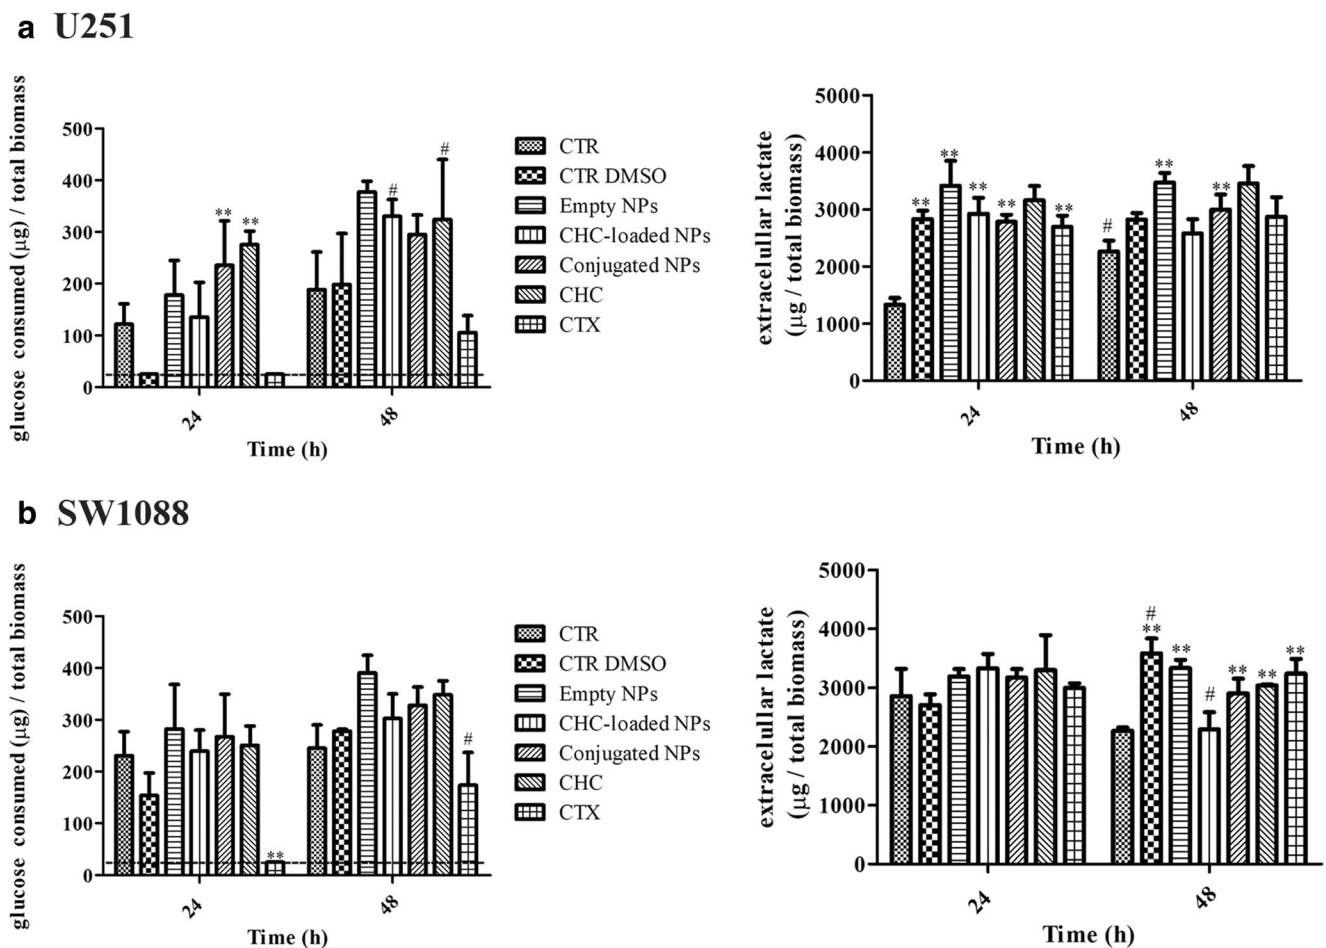 a U251
glucose consumed (µg) / total biomass
500
400
300
200
100
0
** ** # #
24 48
Time (h)
CTR
CTR DMSO
Empty NPs
CHC-loaded NPs
Conjugated NPs
CHC
CTX
extracelullar lactate
(µg / total biomass)
5000
4000
3000
2000
1000
0
** ** ** ** ** # ** **
24 48
Time (h)
b SW1088
glucose consumed (µg) / total biomass
500
400
300
200
100
0
** #
24 48
Time (h)
CTR
CTR DMSO
Empty NPs
CHC-loaded NPs
Conjugated NPs
CHC
CTX
extracelullar lactate
(µg / total biomass)
5000
4000
3000
2000
1000
0
#
** ** # ** ** **
24 48
Time (h)